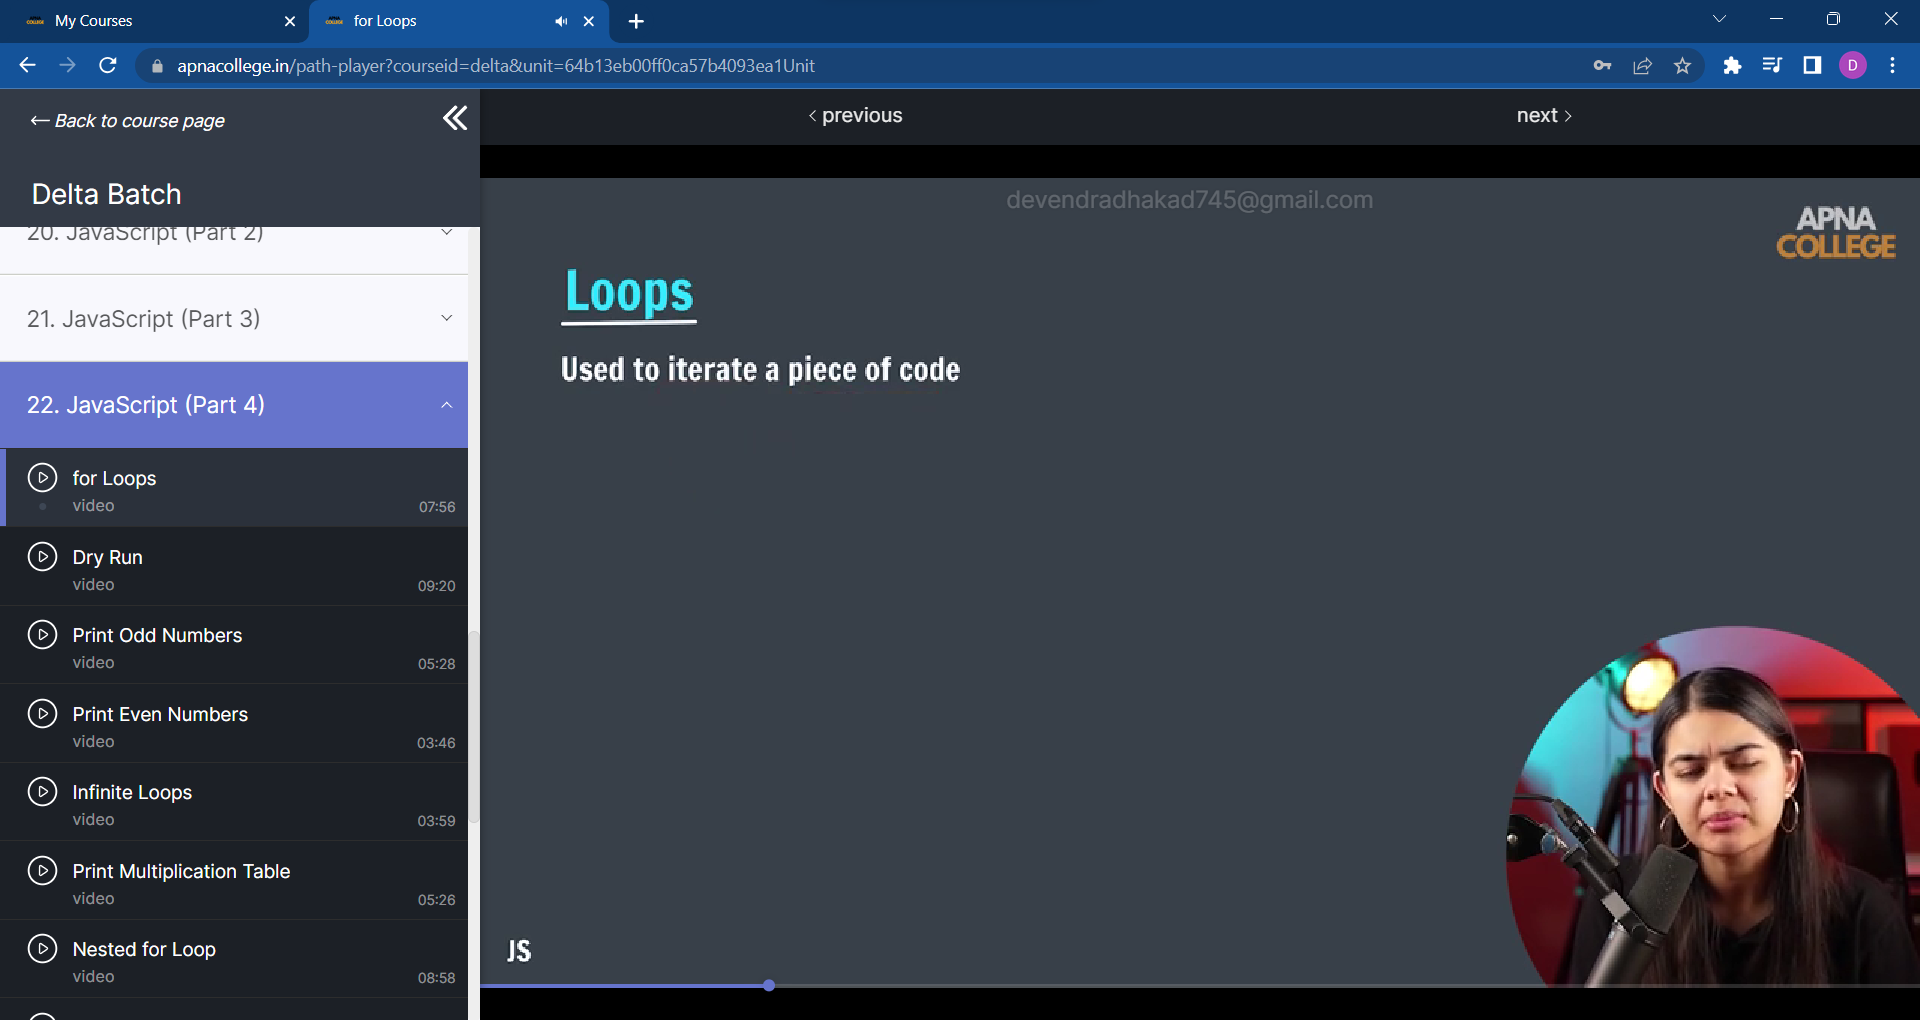 My Courses
for Loops
apnacollege.in/path-player?courseid=delta&unit=64b13eb00ff0ca57b4093ea1Unit
D
← Back to course page
Delta Batch
20. JavaScript (Part 2)
21. JavaScript (Part 3)
22. JavaScript (Part 4)
for Loops
video
07:56
Dry Run
video
09:20
Print Odd Numbers
video
05:28
Print Even Numbers
video
03:46
Infinite Loops
video
03:59
Print Multiplication Table
video
05:26
Nested for Loop
video
08:58
‹ previous
next ›
devendradhakad745@gmail.com
APNA
COLLEGE
Loops
Used to iterate a piece of code
JS